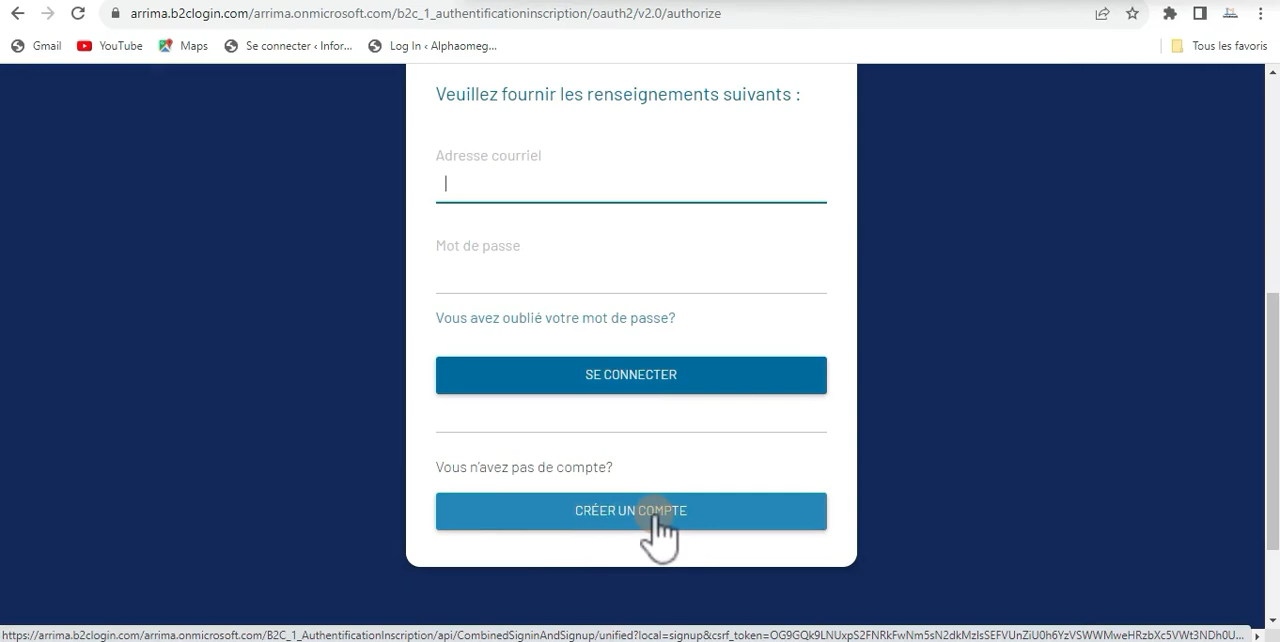 arrima.b2clogin.com/arrima.onmicrosoft.com/b2c_1_authentificationinscription/oauth2/v2.0/authorize
Gmail YouTube Maps Se connecter ‹ Infor... Log In ‹ Alphaomeg... Tous les favoris
Veuillez fournir les renseignements suivants :
Adresse courriel
Mot de passe
Vous avez oublié votre mot de passe?
SE CONNECTER
Vous n'avez pas de compte?
CRÉER UN COMPTE
https://arrima.b2clogin.com/arrima.onmicrosoft.com/B2C_1_AuthentificationInscription/api/CombinedSigninAndSignup/unified?local=signup&csrf_token=OG9GQk9LNUxpS2FNRkFwNm5sN2dkMzlsSEFVUnZiU0h6YzVSWWMweHRzbXc5VWt3NDh0U...